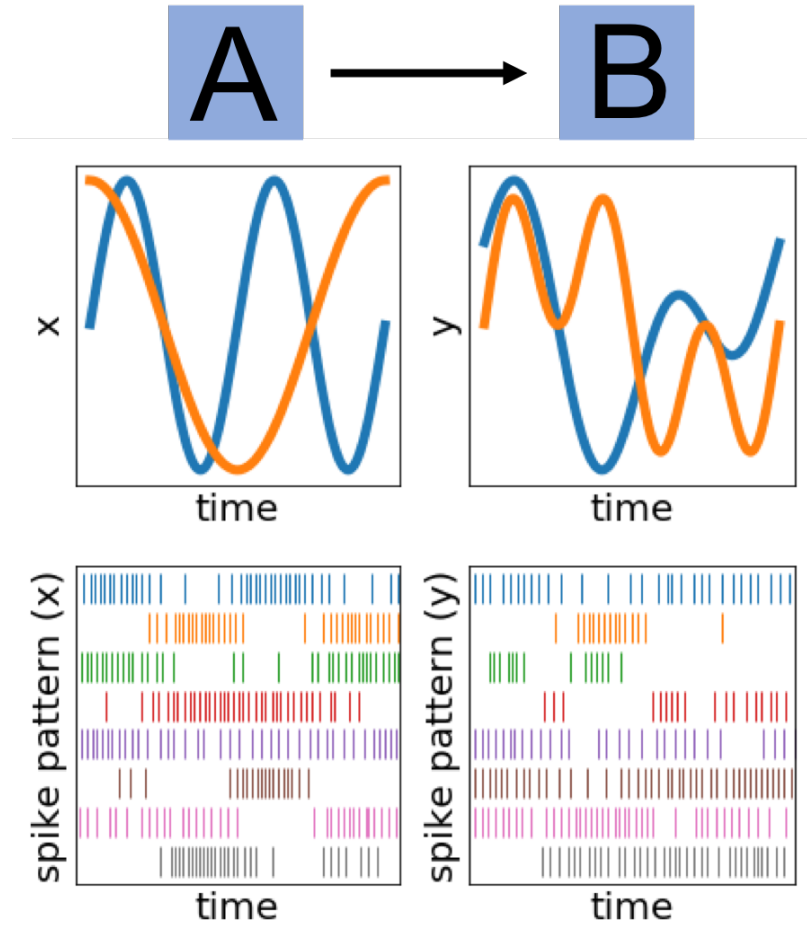 A B
x
time
y
time
spike pattern (x)
time
spike pattern (y)
time